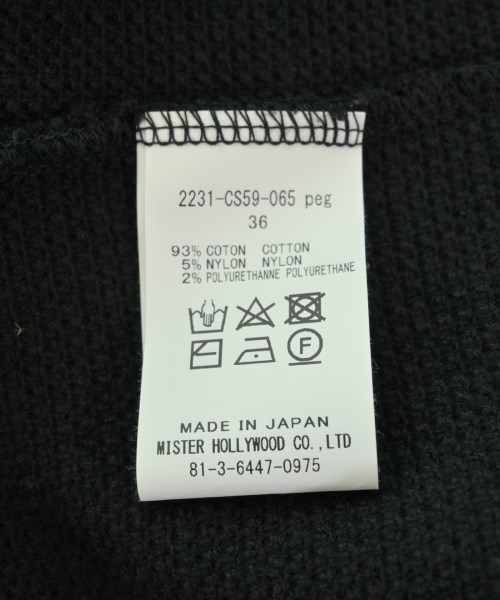 2231-CS59-065 peg
36
93% COTON COTTON
5% NYLON NYLON
2% POLYURETHANNE POLYURETHANE
F
MADE IN JAPAN
MISTER HOLLYWOOD CO.,LTD
81-3-6447-0975